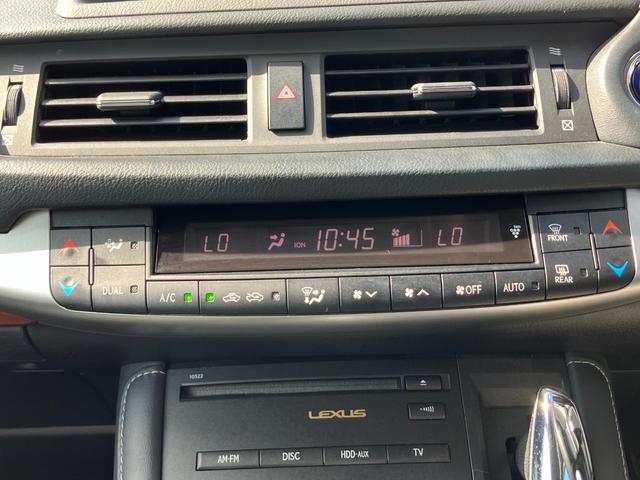 LO ION 10:45 LO
FRONT
DUAL
A/C
OFF
AUTO
REAR
10522
LEXUS
AM•FM
DISC
HDD•AUX
TV